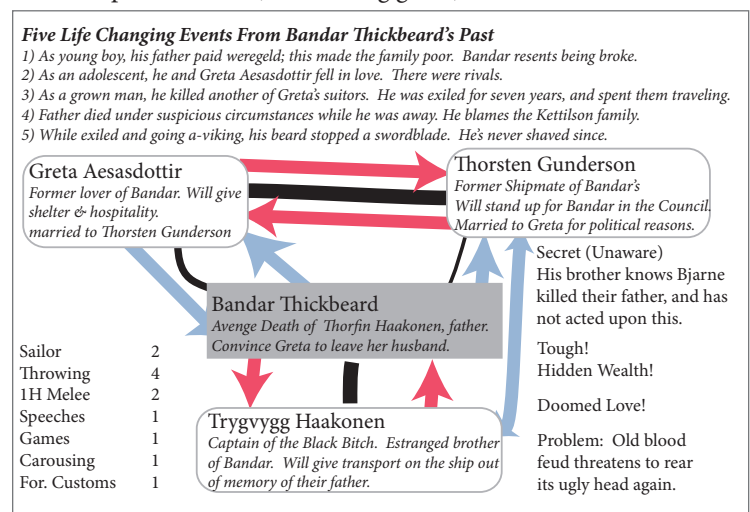 Five Life Changing Events From Bandar Thickbeard's Past
1) As young boy, his father paid weregeld; this made the family poor. Bandar resents being broke.
2) As an adolescent, he and Greta Aesasdottir fell in love. There were rivals.
3) As a grown man, he killed another of Greta's suitors. He was exiled for seven years, and spent them traveling.
4) Father died under suspicious circumstances while he was away. He blames the Kettilson family.
5) While exiled and going a-viking, his beard stopped a swordblade. He's never shaved since.
Greta Aesasdottir
Former lover of Bandar. Will give
shelter & hospitality.
married to Thorsten Gunderson
Thorsten Gunderson
Former Shipmate of Bandar's
Will stand up for Bandar in the Council.
Married to Greta for political reasons.
Bandar Thickbeard
Avenge Death of Thorfin Haakonen, father.
Convince Greta to leave her husband.
Secret (Unaware)
His brother knows Bjarne
killed their father, and has
not acted upon this.
Tough!
Hidden Wealth!
Doomed Love!
Problem: Old blood
feud threatens to rear
its ugly head again.
Sailor 2
Throwing 4
1H Melee 2
Speeches 1
Games 1
Carousing 1
For. Customs 1
Trygvygg Haakonen
Captain of the Black Bitch. Estranged brother
of Bandar. Will give transport on the ship out
of memory of their father.